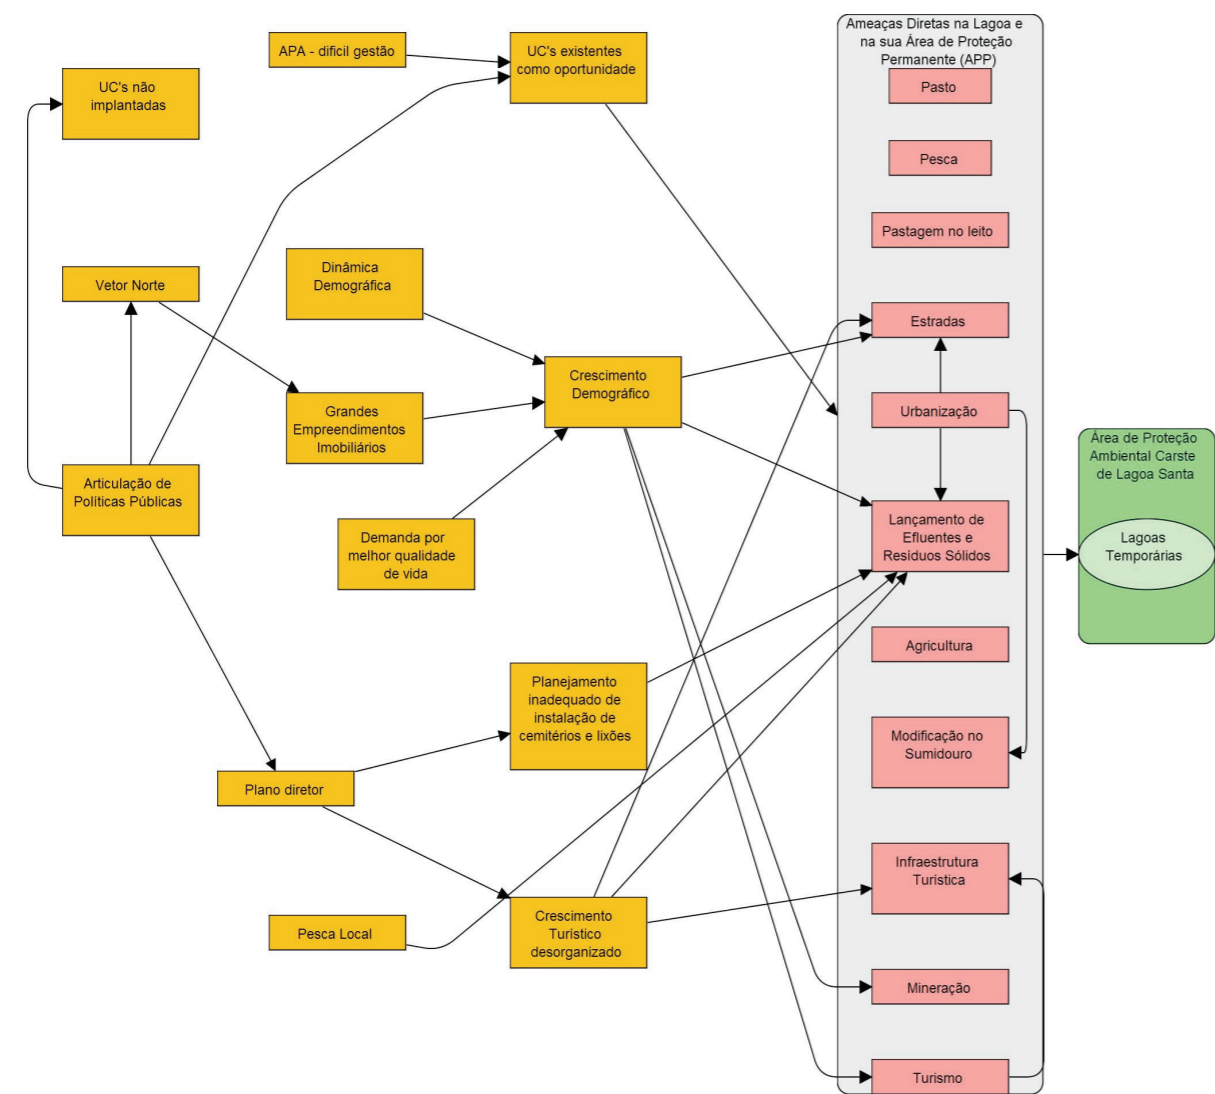 Ameaças Diretas na Lagoa e
na sua Área de Proteção
Permanente (APP)
APA - dificil gestão
UC's existentes
como oportunidade
UC's não
implantadas
Pasto
Pesca
Pastagem no leito
Vetor Norte
Dinâmica
Demográfica
Estradas
Crescimento
Demográfico
Grandes
Empreendimentos
Imobiliários
Urbanização
Área de Proteção
Ambiental Carste
de Lagoa Santa
Articulação de
Políticas Públicas
Demanda por
melhor qualidade
de vida
Lançamento de
Efluentes e
Resíduos Sólidos
Lagoas
Temporárias
Agricultura
Planejamento
inadequado de
instalação de
cemitérios e lixões
Modificação no
Sumidouro
Plano diretor
Infraestrutura
Turística
Pesca Local
Crescimento
Turístico
desorganizado
Mineração
Turismo